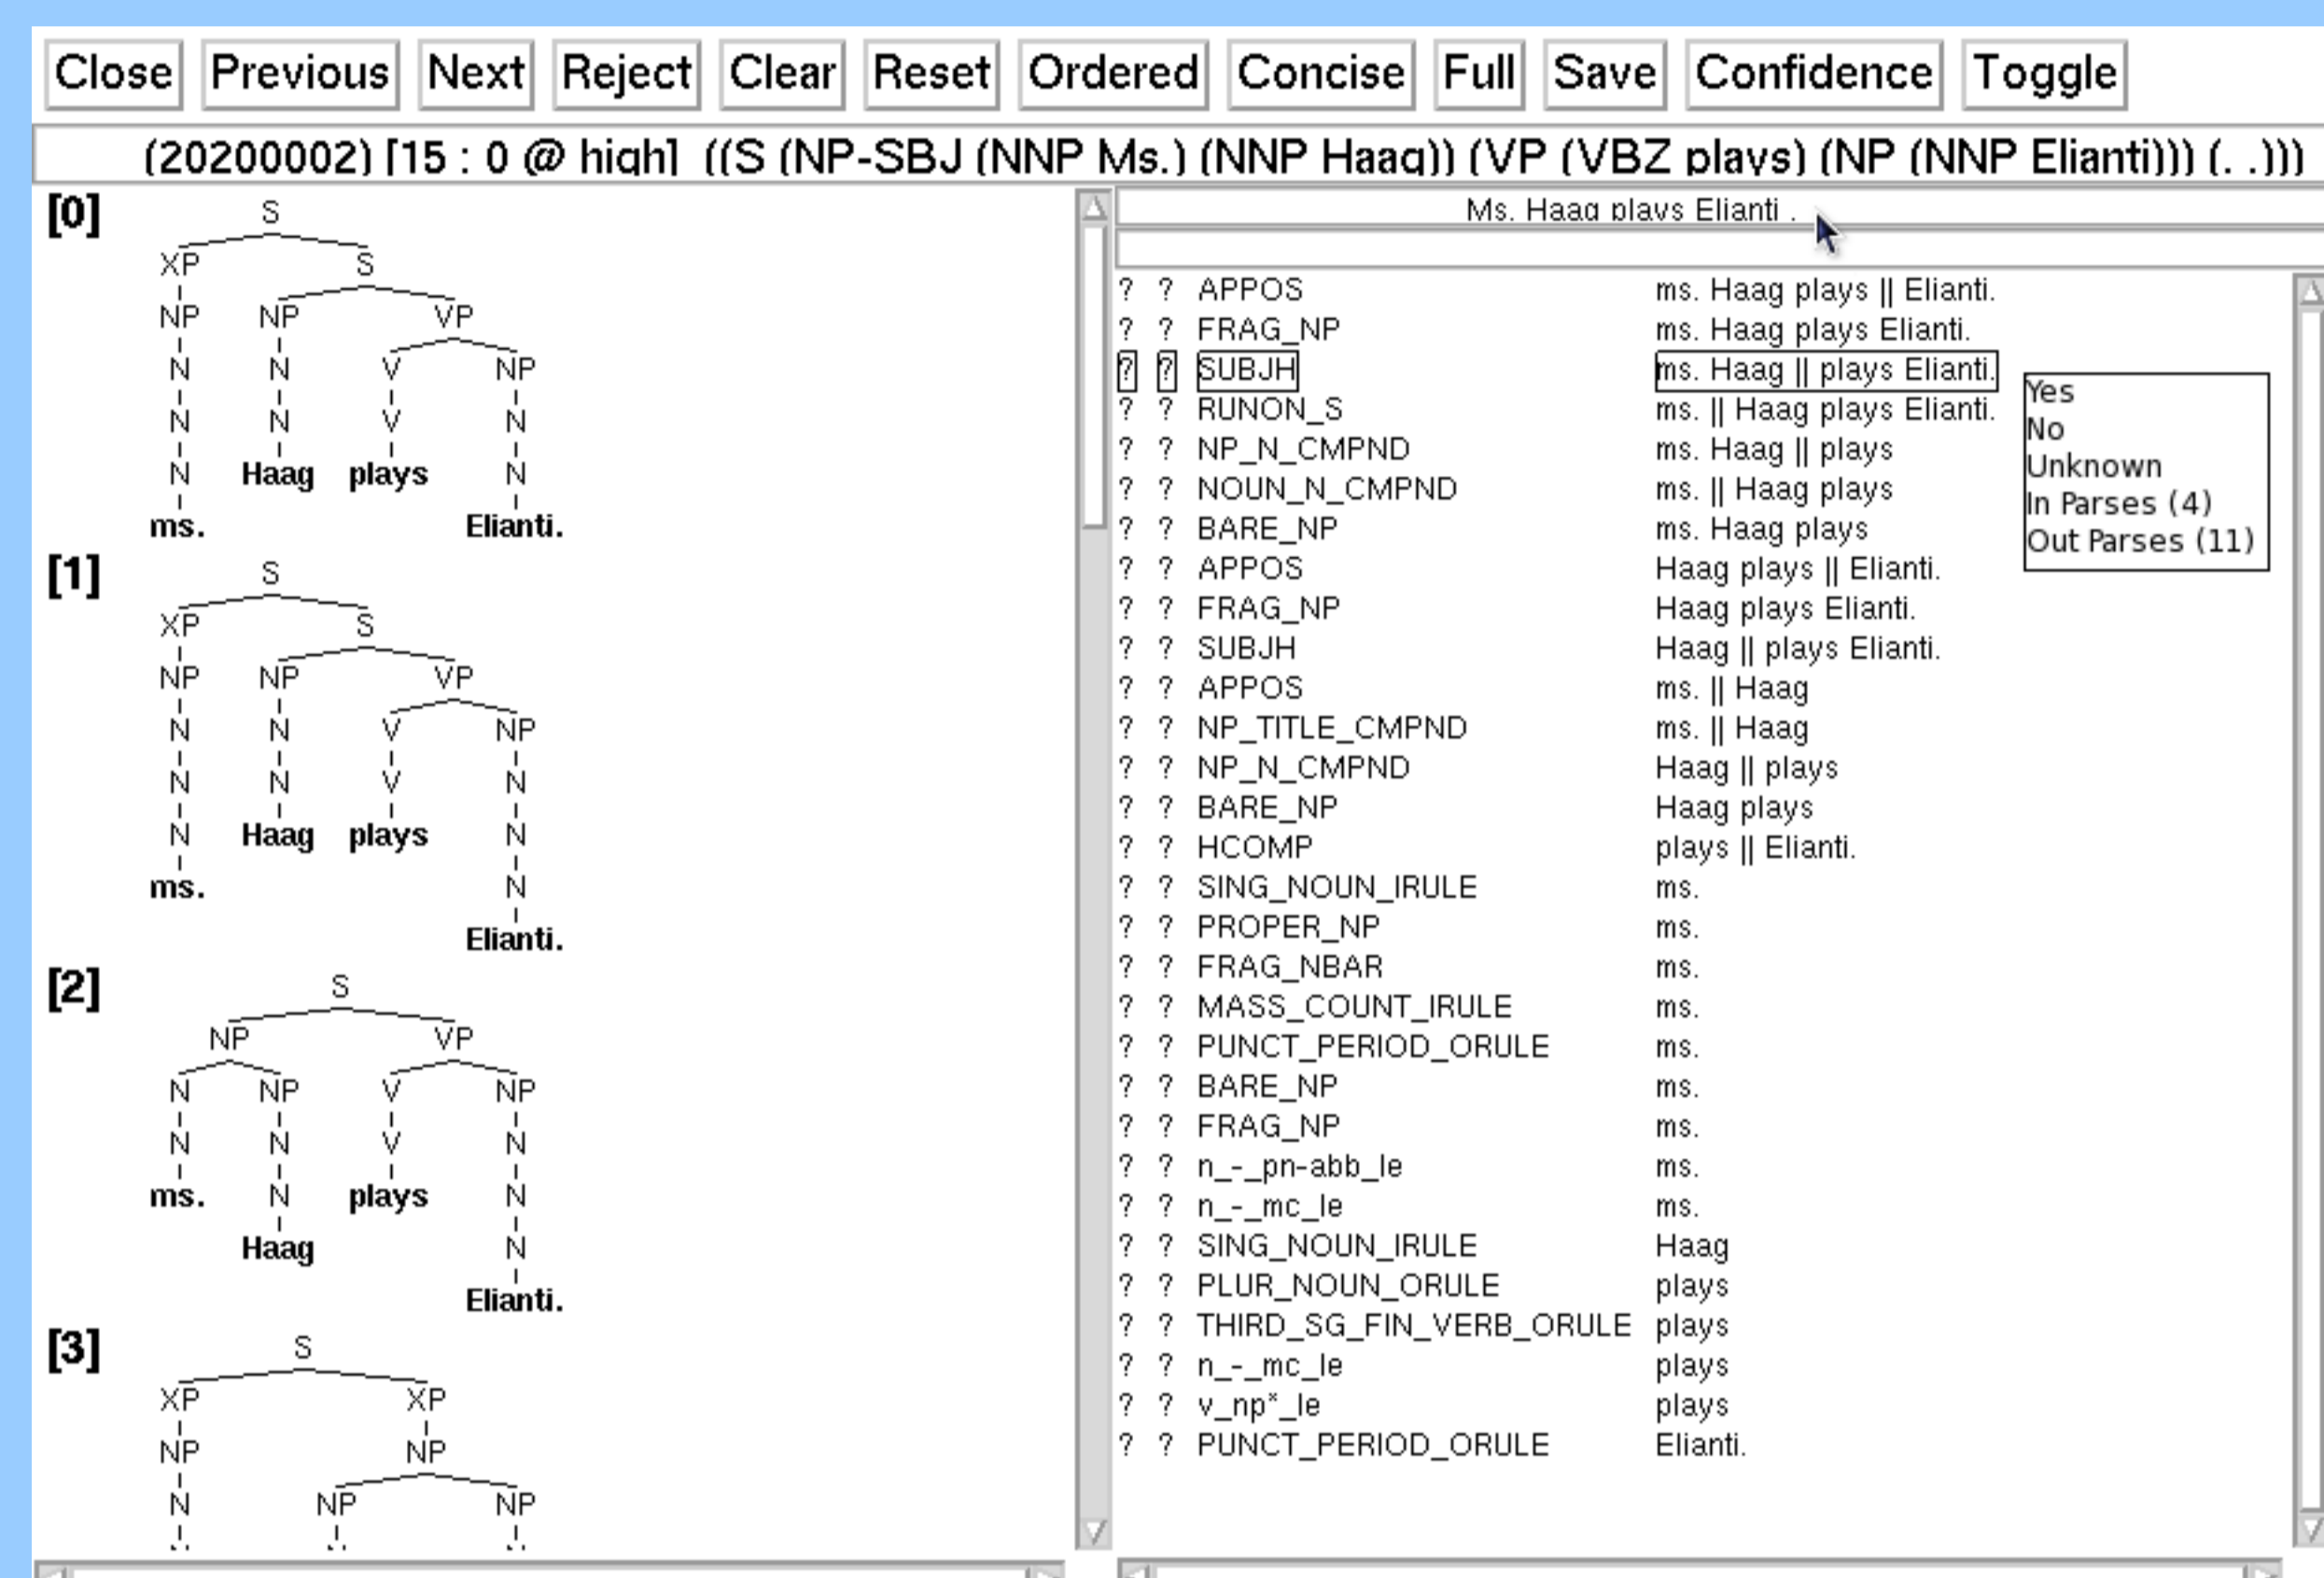 Close Previous Next Reject Clear Reset Ordered Concise Full Save Confidence Toggle
(20200002) [15 : 0 @ high] ((S (NP-SBJ (NNP Ms.) (NNP Haag)) (VP (VBZ plays) (NP (NNP Elianti))) (. .)))
[0]
S
XP S
NP NP VP
N N V NP
N N V N
N Haag plays N
ms. Elianti.
[1]
S
XP S
NP NP VP
N N V NP
N N V N
N Haag plays N
ms. N
Elianti.
[2]
S
NP VP
N NP V NP
N N V N
ms. N plays N
Haag N
Elianti.
[3]
S
XP XP
NP NP
N NP NP
Ms. Haag plays Elianti .
? ? APPOS ms. Haag plays || Elianti.
? ? FRAG_NP ms. Haag plays Elianti.
? ? SUBJH ms. Haag || plays Elianti.
? ? RUNON_S ms. || Haag plays Elianti.
? ? NP_N_CMPND ms. Haag || plays
? ? NOUN_N_CMPND ms. || Haag plays
? ? BARE_NP ms. Haag plays
? ? APPOS Haag plays || Elianti.
? ? FRAG_NP Haag plays Elianti.
? ? SUBJH Haag || plays Elianti.
? ? APPOS ms. || Haag
? ? NP_TITLE_CMPND ms. || Haag
? ? NP_N_CMPND Haag || plays
? ? BARE_NP Haag plays
? ? HCOMP plays || Elianti.
? ? SING_NOUN_IRULE ms.
? ? PROPER_NP ms.
? ? FRAG_NBAR ms.
? ? MASS_COUNT_IRULE ms.
? ? PUNCT_PERIOD_ORULE ms.
? ? BARE_NP ms.
? ? FRAG_NP ms.
? ? n_-_pn-abb_le ms.
? ? n_-_mc_le ms.
? ? SING_NOUN_IRULE Haag
? ? PLUR_NOUN_ORULE plays
? ? THIRD_SG_FIN_VERB_ORULE plays
? ? n_-_mc_le plays
? ? v_np*_le plays
? ? PUNCT_PERIOD_ORULE Elianti.
Yes
No
Unknown
In Parses (4)
Out Parses (11)